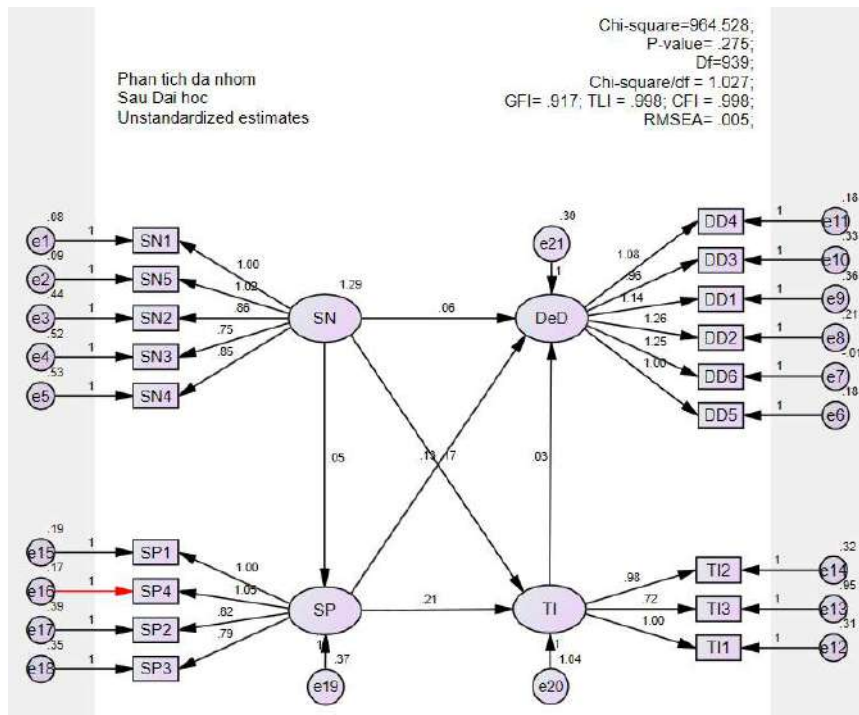 Chi-square=964.528;
P-value= .275;
Df=939;
Chi-square/df = 1.027;
GFI= .917; TLI = .998; CFI = .998;
RMSEA= .005;
Phan tich da nhom
Sau Dai hoc
Unstandardized estimates
.08
e1 1 SN1
.09
e2 1 SN5
.44
e3 1 SN2
.52
e4 1 SN3
.53
e5 1 SN4
1.00
1.02
.86
.75
.85
1.29
SN
.06
.30
e21
1
DeD
1.08
.96
1.14
1.26
1.25
1.00
.18
DD4 1 e11
.33
DD3 1 e10
.36
DD1 1 e9
.21
DD2 1 e8
DD6 1 e7
.18
DD5 1 e6
.05
.17
.03
.19
e15 1 SP1
.17
e16 1 SP4
.39
e17 1 SP2
.35
e18 1 SP3
1.00
1.05
.82
.79
SP
.21
TI
.98
.72
1.00
.32
TI2 1 e14
.95
TI3 1 e13
.31
TI1 1 e12
1
.37
e19
1
1.04
e20